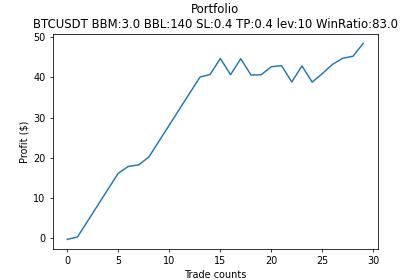 Portfolio
BTCUSDT BBM:3.0 BBL:140 SL:0.4 TP:0.4 lev:10 WinRatio:83.0
50
40
30
20
10
0
Profit ($)
0 5 10 15 20 25 30
Trade counts